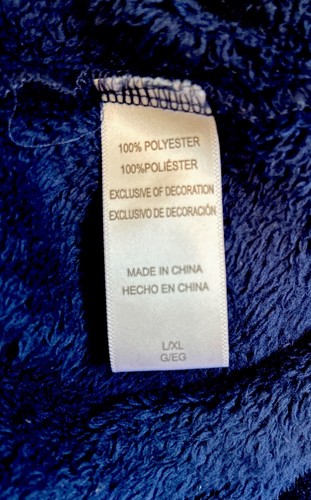 100% POLYESTER
100%POLIÉSTER
EXCLUSIVE OF DECORATION
EXCLUSIVO DE DECORACIÓN
MADE IN CHINA
HECHO EN CHINA
L/XL
G/EG